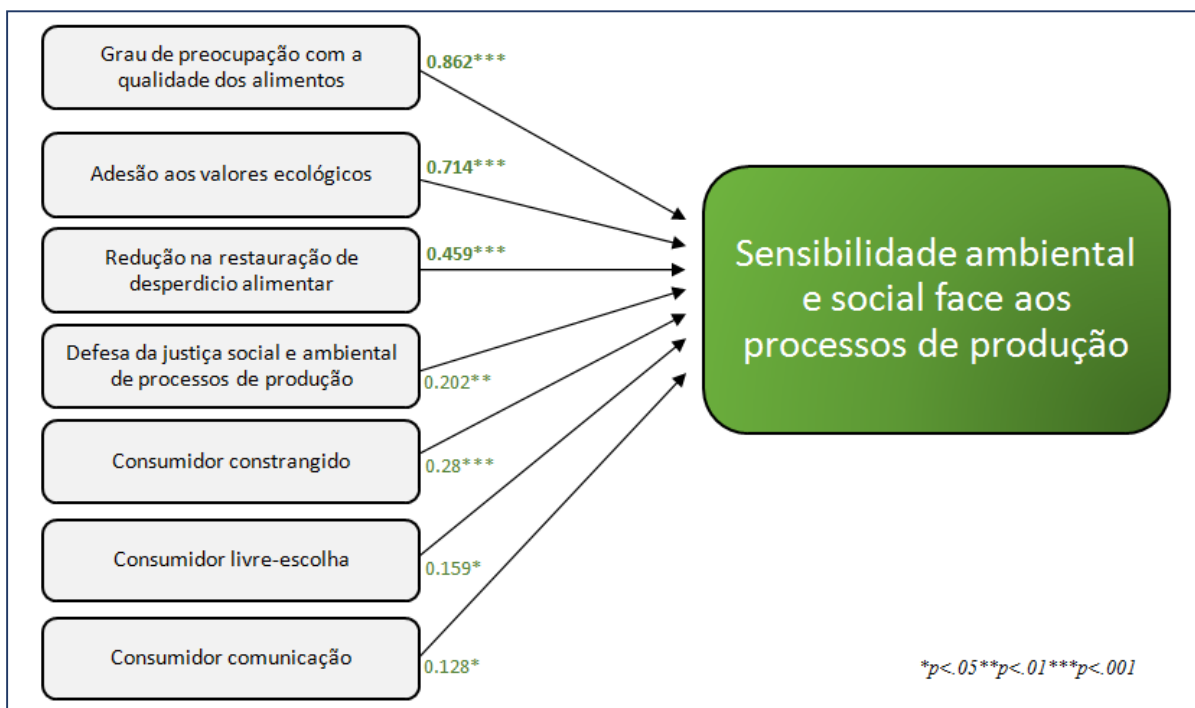 Grau de preocupação com a
qualidade dos alimentos
0.862***
Adesão aos valores ecológicos
0.714***
Redução na restauração de
desperdicio alimentar
0.459***
Defesa da justiça social e ambiental
de processos de produção
0.202**
Consumidor constrangido
0.28***
Consumidor livre-escolha
0.159*
Consumidor comunicação
0.128*
Sensibilidade ambiental
e social face aos
processos de produção
*p<.05**p<.01***p<.001